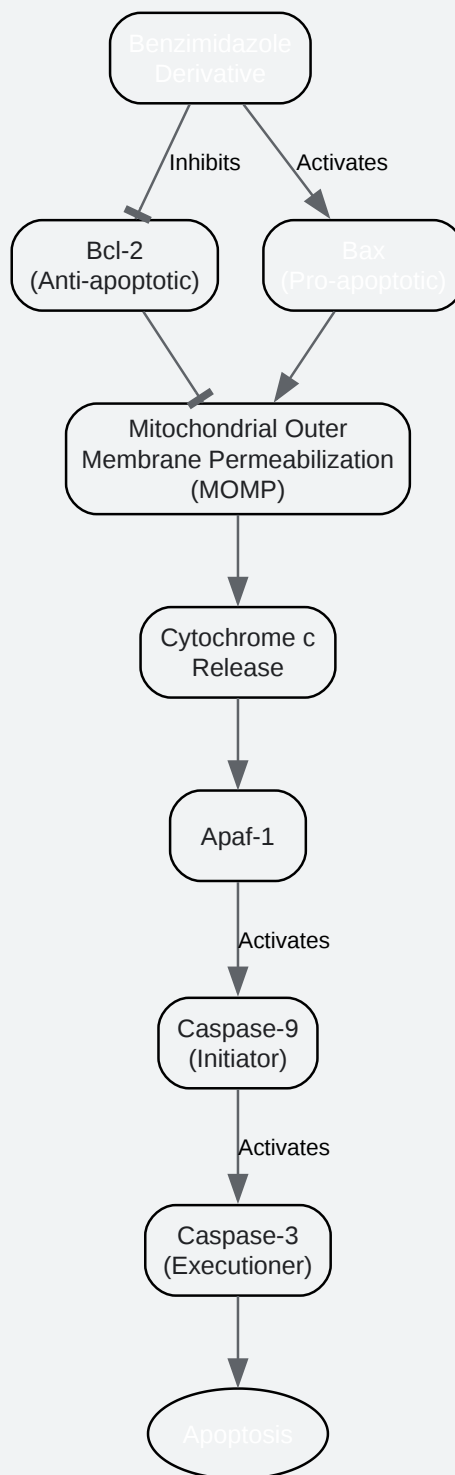 Benzimidazole
Derivative
Inhibits
Activates
Bcl-2
(Anti-apoptotic)
Bax
(Pro-apoptotic)
Mitochondrial Outer
Membrane Permeabilization
(MOMP)
Cytochrome c
Release
Apaf-1
Activates
Caspase-9
(Initiator)
Activates
Caspase-3
(Executioner)
Apoptosis